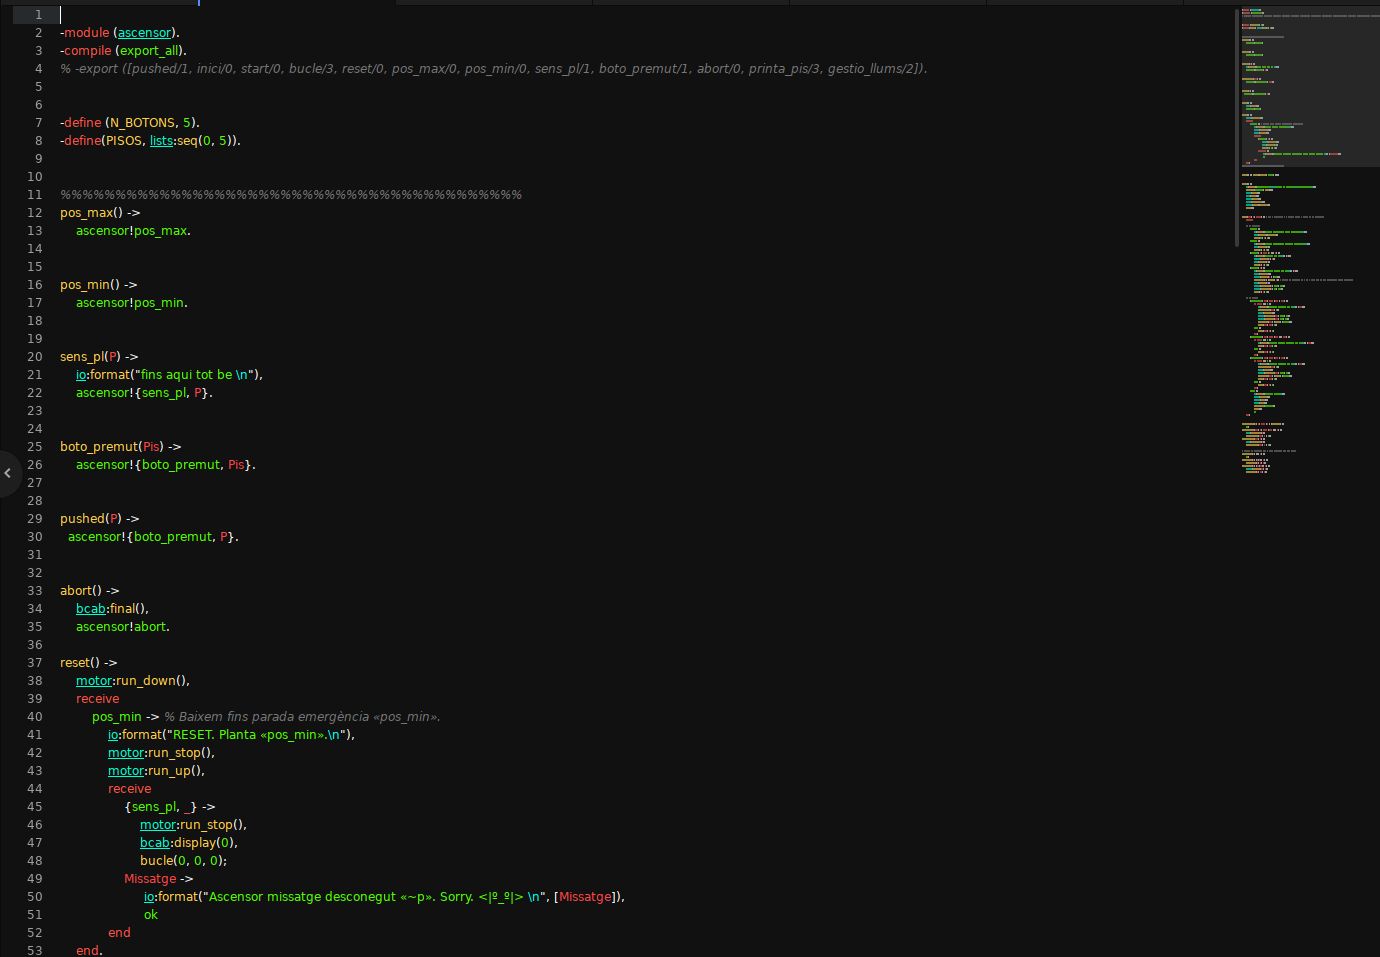 1
2 -module (ascensor).
3 -compile (export_all).
4 % -export ([pushed/1, inici/0, start/0, bucle/3, reset/0, pos_max/0, pos_min/0, sens_pl/1, boto_premut/1, abort/0, printa_pis/3, gestio_llums/2]).
5
6
7 -define (N_BOTONS, 5).
8 -define(PISOS, lists:seq(0, 5)).
9
10
11 %%%%%%%%%%%%%%%%%%%%%%%%%%%%%%%%%%%%%%%%%%
12 pos_max() ->
13     ascensor!pos_max.
14
15
16 pos_min() ->
17     ascensor!pos_min.
18
19
20 sens_pl(P) ->
21     io:format("fins aqui tot be \n"),
22     ascensor!{sens_pl, P}.
23
24
25 boto_premut(Pis) ->
26     ascensor!{boto_premut, Pis}.
27
28
29 pushed(P) ->
30   ascensor!{boto_premut, P}.
31
32
33 abort() ->
34     bcab:final(),
35     ascensor!abort.
36
37 reset() ->
38     motor:run_down(),
39     receive
40         pos_min -> % Baixem fins parada emergència «pos_min».
41             io:format("RESET. Planta «pos_min».\n"),
42             motor:run_stop(),
43             motor:run_up(),
44             receive
45                 {sens_pl, _} ->
46                     motor:run_stop(),
47                     bcab:display(0),
48                     bucle(0, 0, 0);
49                 Missatge ->
50                      io:format("Ascensor missatge desconegut «~p». Sorry. <|º_º|> \n", [Missatge]),
51                      ok
52             end
53     end.